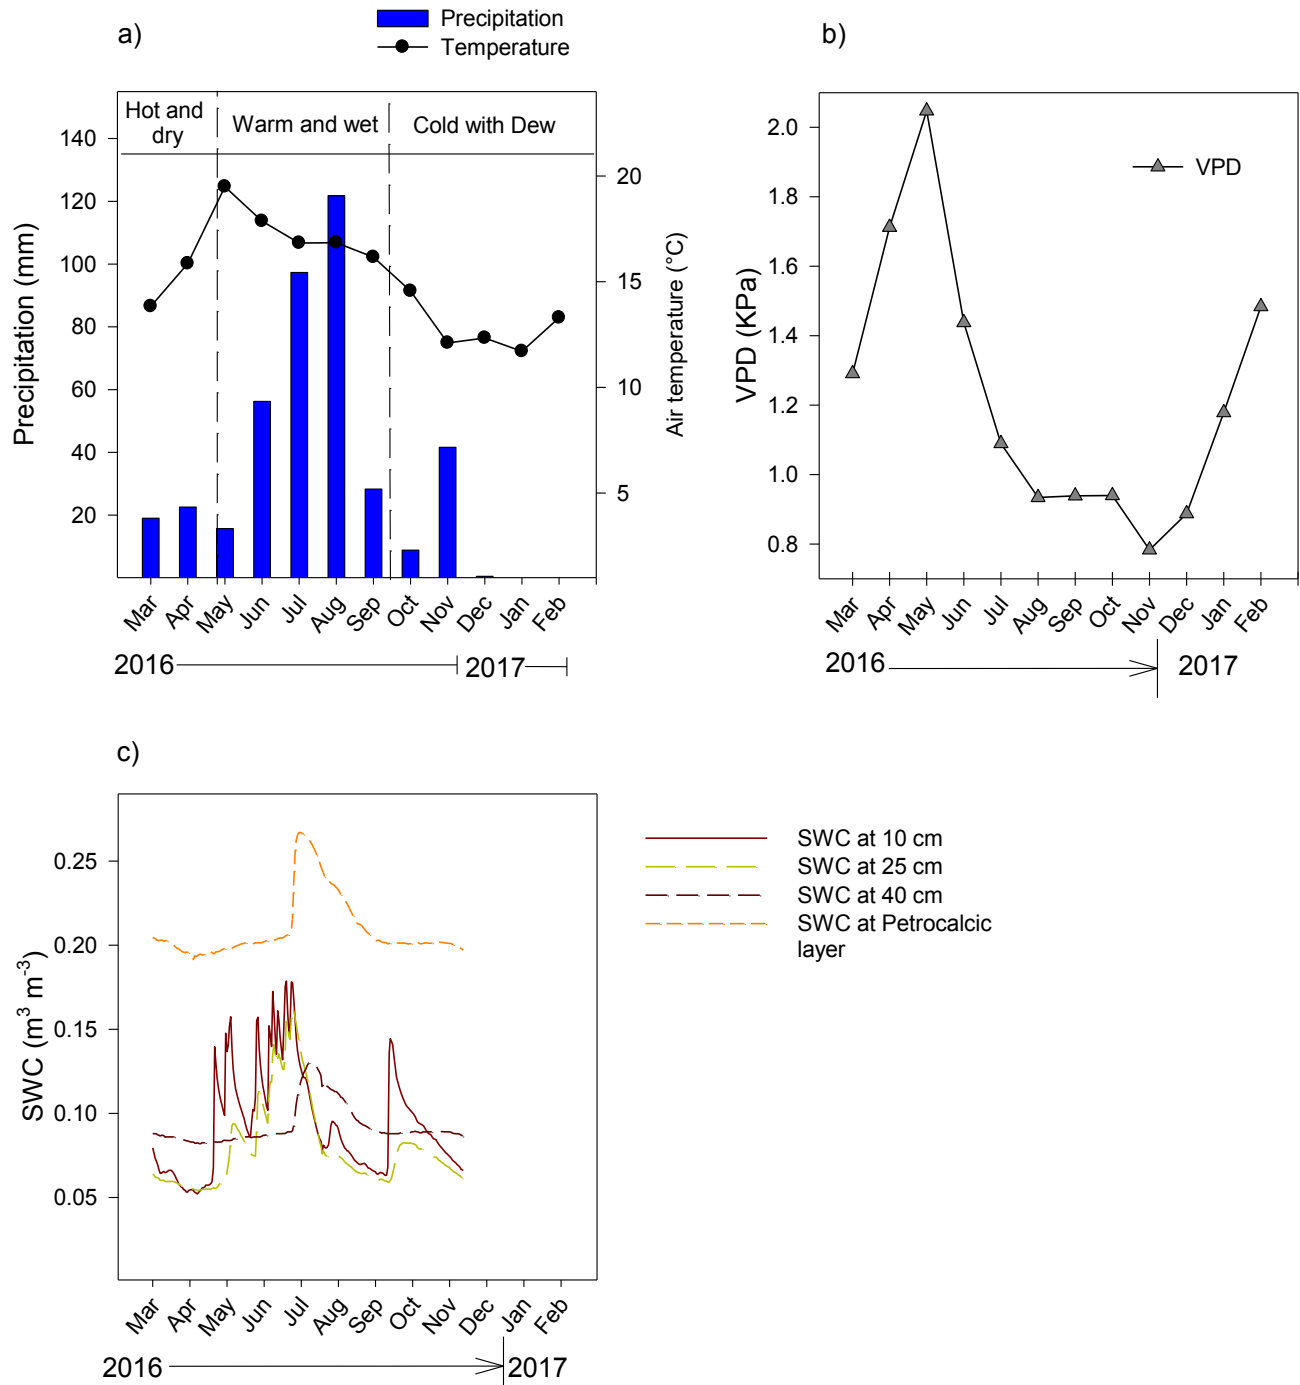 a)
Precipitation
Temperature
Hot and
dry
Warm and wet
Cold with Dew
Precipitation (mm)
140
120
100
80
60
40
20
20
15
10
5
Air temperature (°C)
Mar
Apr
May
Jun
Jul
Aug
Sep
Oct
Nov
Dec
Jan
Feb
2016
2017
b)
VPD
VPD (KPa)
2.0
1.8
1.6
1.4
1.2
1.0
0.8
Mar
Apr
May
Jun
Jul
Aug
Sep
Oct
Nov
Dec
Jan
Feb
2016
2017
c)
SWC (m³ m⁻³)
0.25
0.20
0.15
0.10
0.05
Mar
Apr
May
Jun
Jul
Aug
Sep
Oct
Nov
Dec
Jan
Feb
2016
2017
SWC at 10 cm
SWC at 25 cm
SWC at 40 cm
SWC at Petrocalcic
layer